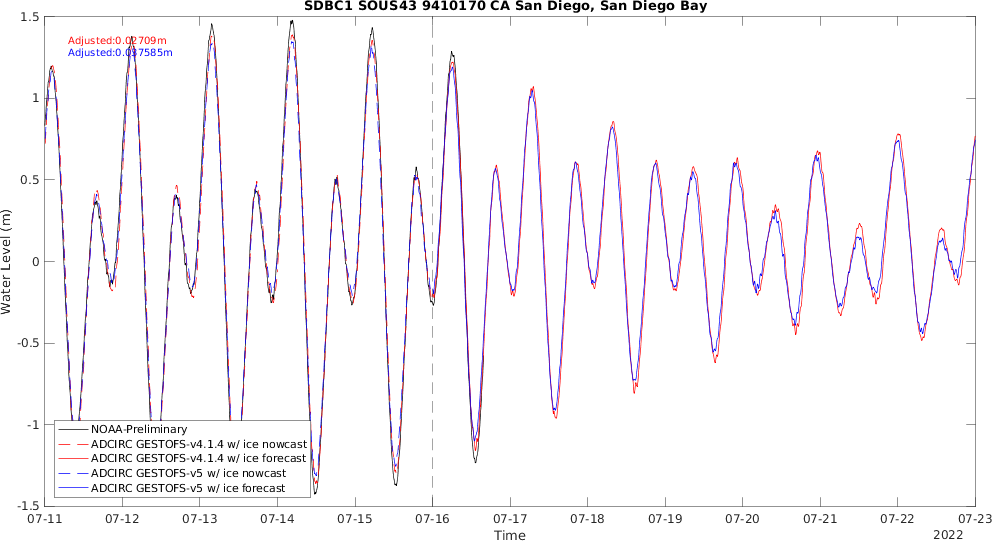 SDBC1 SOUS43 9410170 CA San Diego, San Diego Bay
1.5
Adjusted:0.02709m
Adjusted:0.037585m
1
0.5
0
-0.5
-1
-1.5
Water Level (m)
NOAA-Preliminary
ADCIRC GESTOFS-v4.1.4 w/ ice nowcast
ADCIRC GESTOFS-v4.1.4 w/ ice forecast
ADCIRC GESTOFS-v5 w/ ice nowcast
ADCIRC GESTOFS-v5 w/ ice forecast
07-11 07-12 07-13 07-14 07-15 07-16 07-17 07-18 07-19 07-20 07-21 07-22 07-23
Time
2022